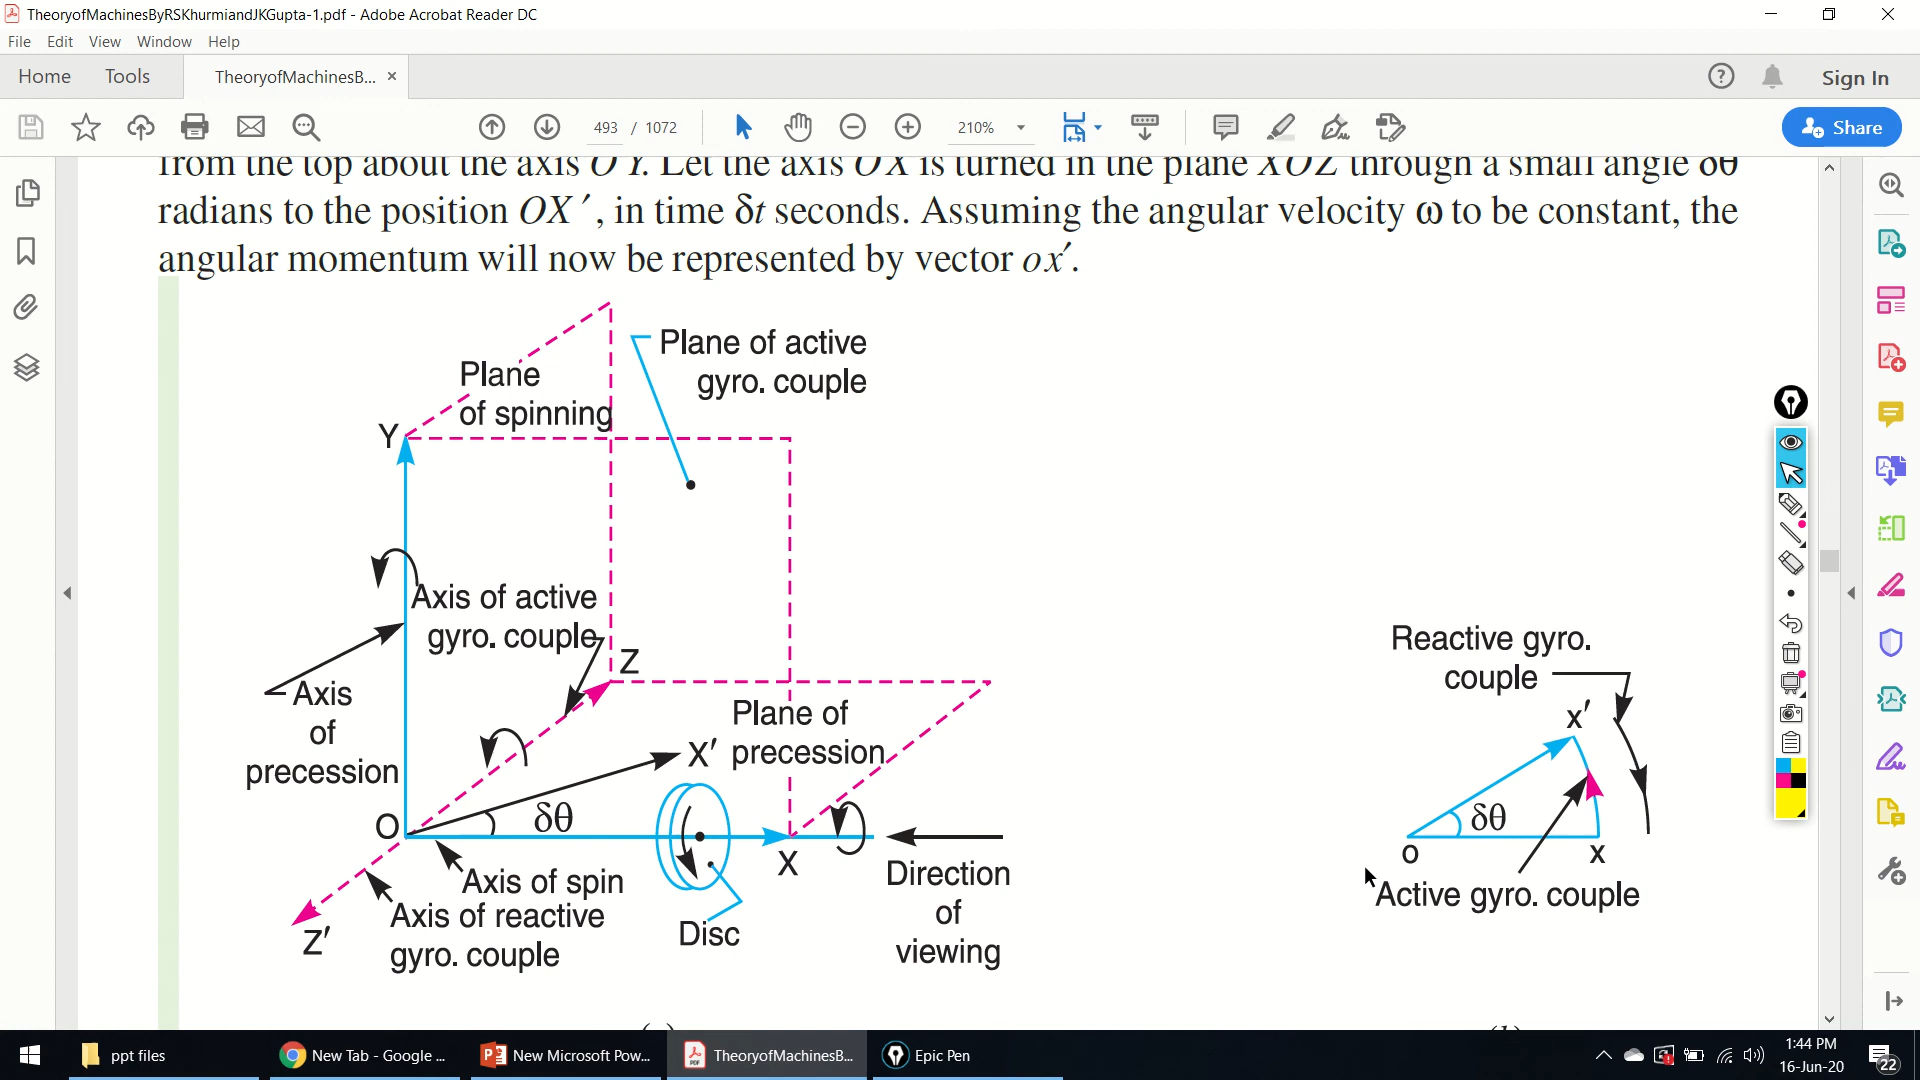 TheoryofMachinesByRSKhurmiandJKGupta-1.pdf - Adobe Acrobat Reader DC
File Edit View Window Help
Home Tools TheoryofMachinesB... × Sign In
493 / 1072 210% Share
from the top about the axis O Y. Let the axis O X is turned in the plane XOZ through a small angle δθ
radians to the position OX ′, in time δt seconds. Assuming the angular velocity ω to be constant, the
angular momentum will now be represented by vector ox′.
Plane of active
gyro. couple
Plane
of spinning
Y
Axis of active
gyro. couple
Z
Axis
of
precession
Plane of
precession
X′
O
δθ
X
Axis of spin
Axis of reactive
gyro. couple
Z′
Disc
Direction
of
viewing
Reactive gyro.
couple
x′
δθ
o
x
Active gyro. couple
ppt files
New Tab - Google ...
New Microsoft Pow...
TheoryofMachinesB...
Epic Pen
1:44 PM
16-Jun-20
22